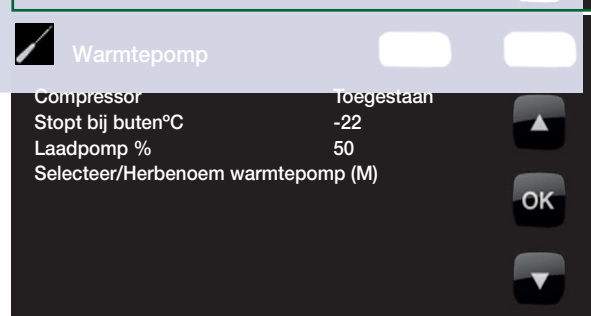 Warmtepomp
Compressor Toegestaan
Stopt bij buten°C -22
Laadpomp % 50
Selecteer/Herbenoem warmtepomp (M)
OK